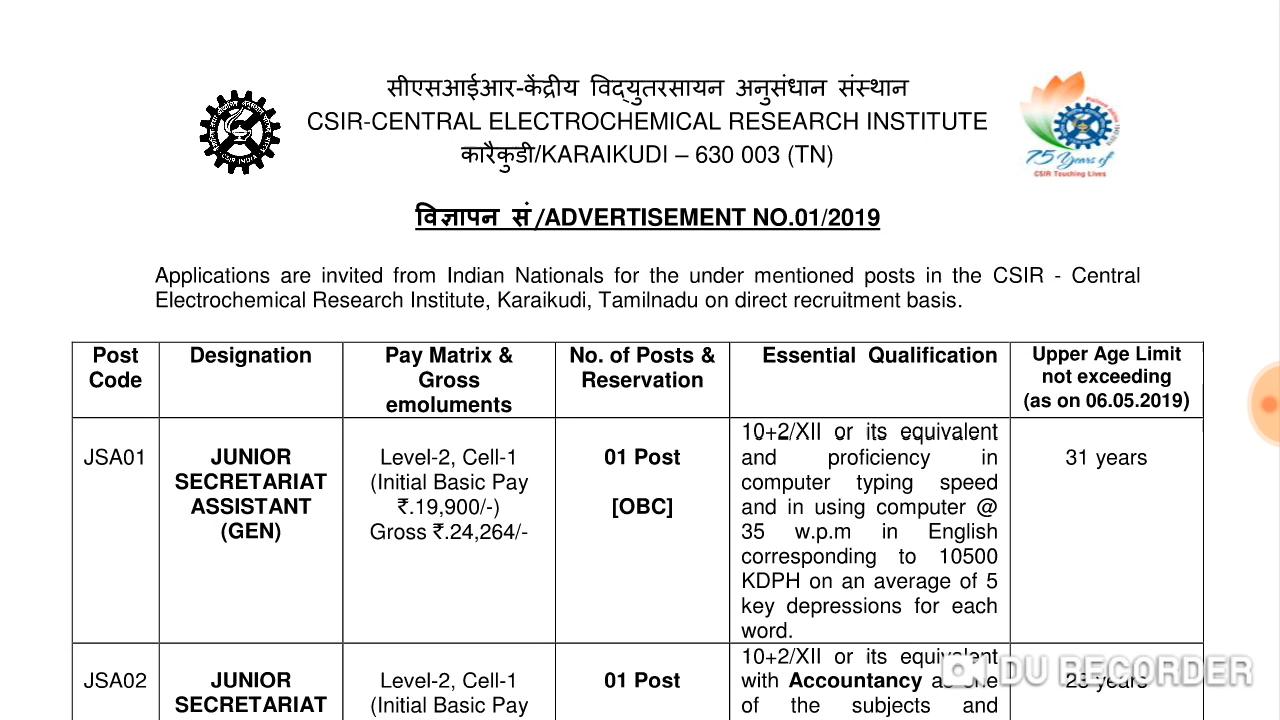 सीएसआईआर-केंद्रीय विद्युतरसायन अनुसंधान संस्थान
CSIR-CENTRAL ELECTROCHEMICAL RESEARCH INSTITUTE
कारैकुडी/KARAIKUDI – 630 003 (TN)
75 Years of
CSIR Touching Lives
विज्ञापन सं/ADVERTISEMENT NO.01/2019
Applications are invited from Indian Nationals for the under mentioned posts in the CSIR - Central
Electrochemical Research Institute, Karaikudi, Tamilnadu on direct recruitment basis.
Post
Code
Designation
Pay Matrix &
Gross
emoluments
No. of Posts &
Reservation
Essential Qualification
Upper Age Limit
not exceeding
(as on 06.05.2019)
JSA01
JUNIOR
SECRETARIAT
ASSISTANT
(GEN)
Level-2, Cell-1
(Initial Basic Pay
₹.19,900/-)
Gross ₹.24,264/-
01 Post
[OBC]
10+2/XII or its equivalent
and proficiency in
computer typing speed
and in using computer @
35 w.p.m in English
corresponding to 10500
KDPH on an average of 5
key depressions for each
word.
31 years
JSA02
JUNIOR
SECRETARIAT
Level-2, Cell-1
(Initial Basic Pay
01 Post
10+2/XII or its equivalent
with Accountancy as one
of the subjects and
years
DU RECORDER